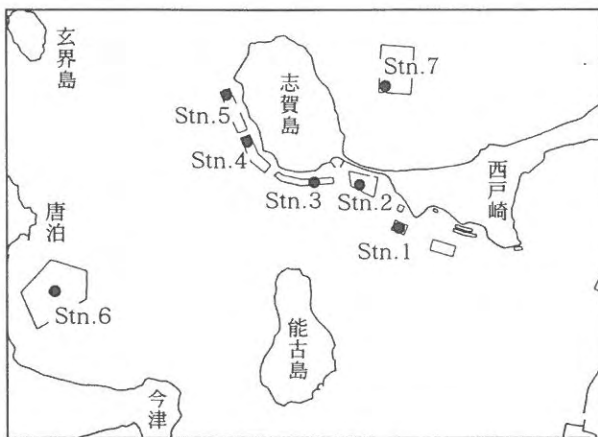 玄界島
志賀島
Stn.7
Stn.5
Stn.4
西戸崎
Stn.3
Stn.2
唐泊
Stn.1
Stn.6
能古島
今津